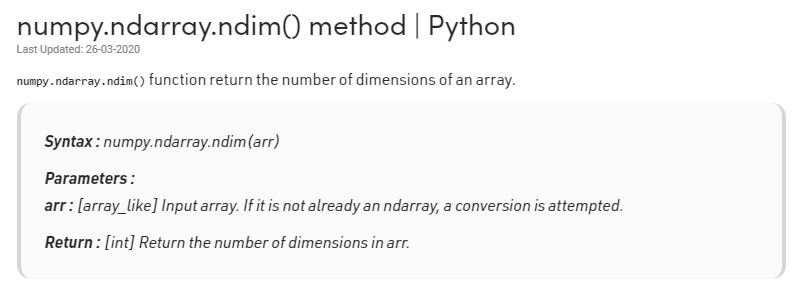 numpy.ndarray.ndim() method | Python
Last Updated: 26-03-2020
numpy.ndarray.ndim() function return the number of dimensions of an array.
Syntax : numpy.ndarray.ndim(arr)
Parameters :
arr : [array_like] Input array. If it is not already an ndarray, a conversion is attempted.
Return : [int] Return the number of dimensions in arr.